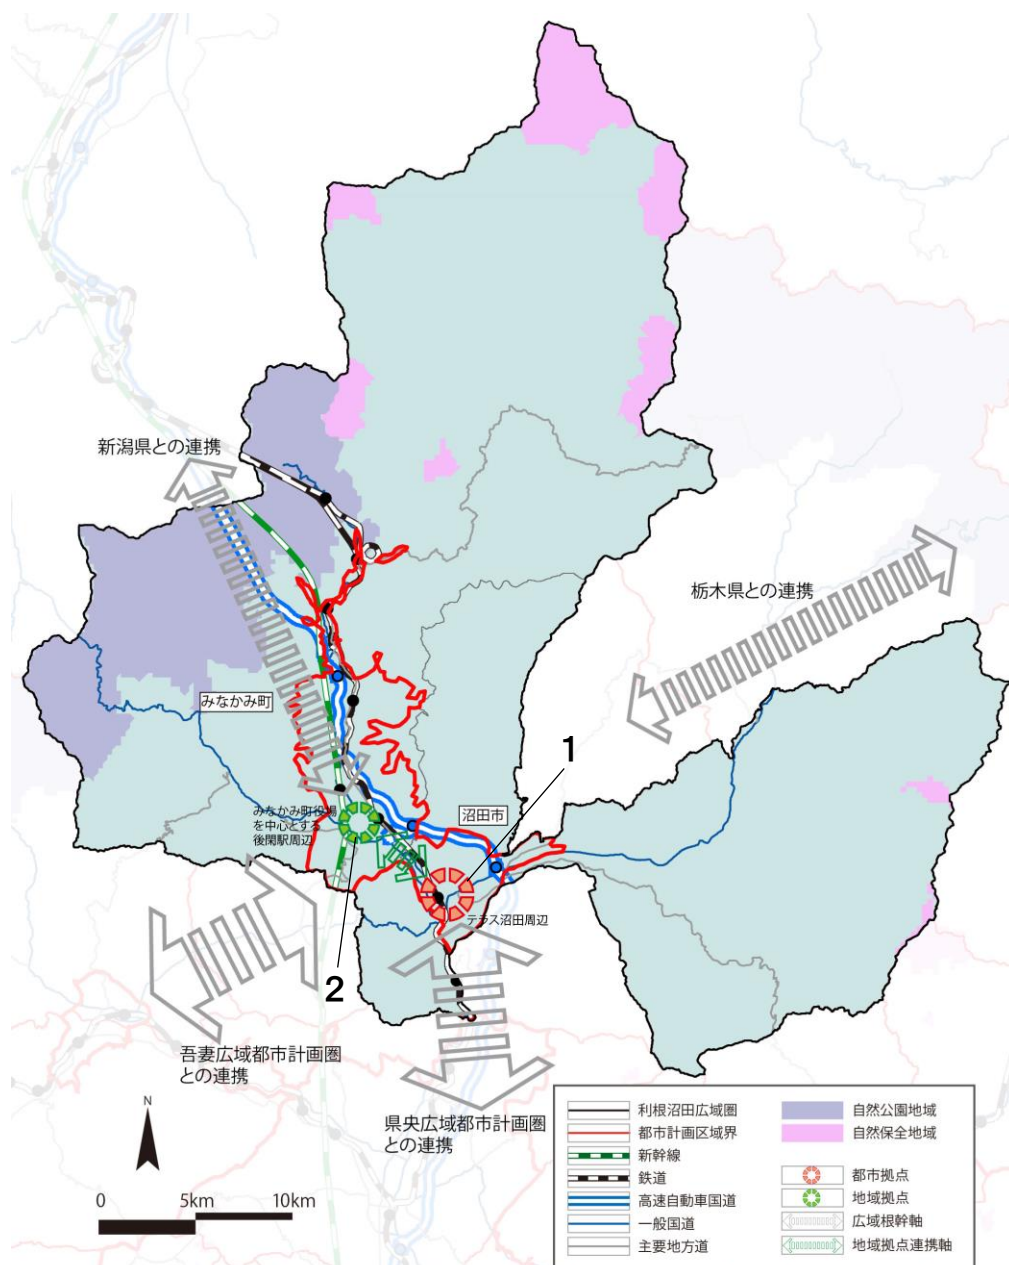 新潟県との連携
栃木県との連携
みなかみ町
1
沼田市
みなかみ町役場
を中心とする
後閑駅周辺
テラス沼田周辺
2
吾妻広域都市計画圏
との連携
県央広域都市計画圏
との連携
N
0 5km 10km
利根沼田広域圏
都市計画区域界
新幹線
鉄道
高速自動車国道
一般国道
主要地方道
自然公園地域
自然保全地域
都市拠点
地域拠点
広域根幹軸
地域拠点連携軸